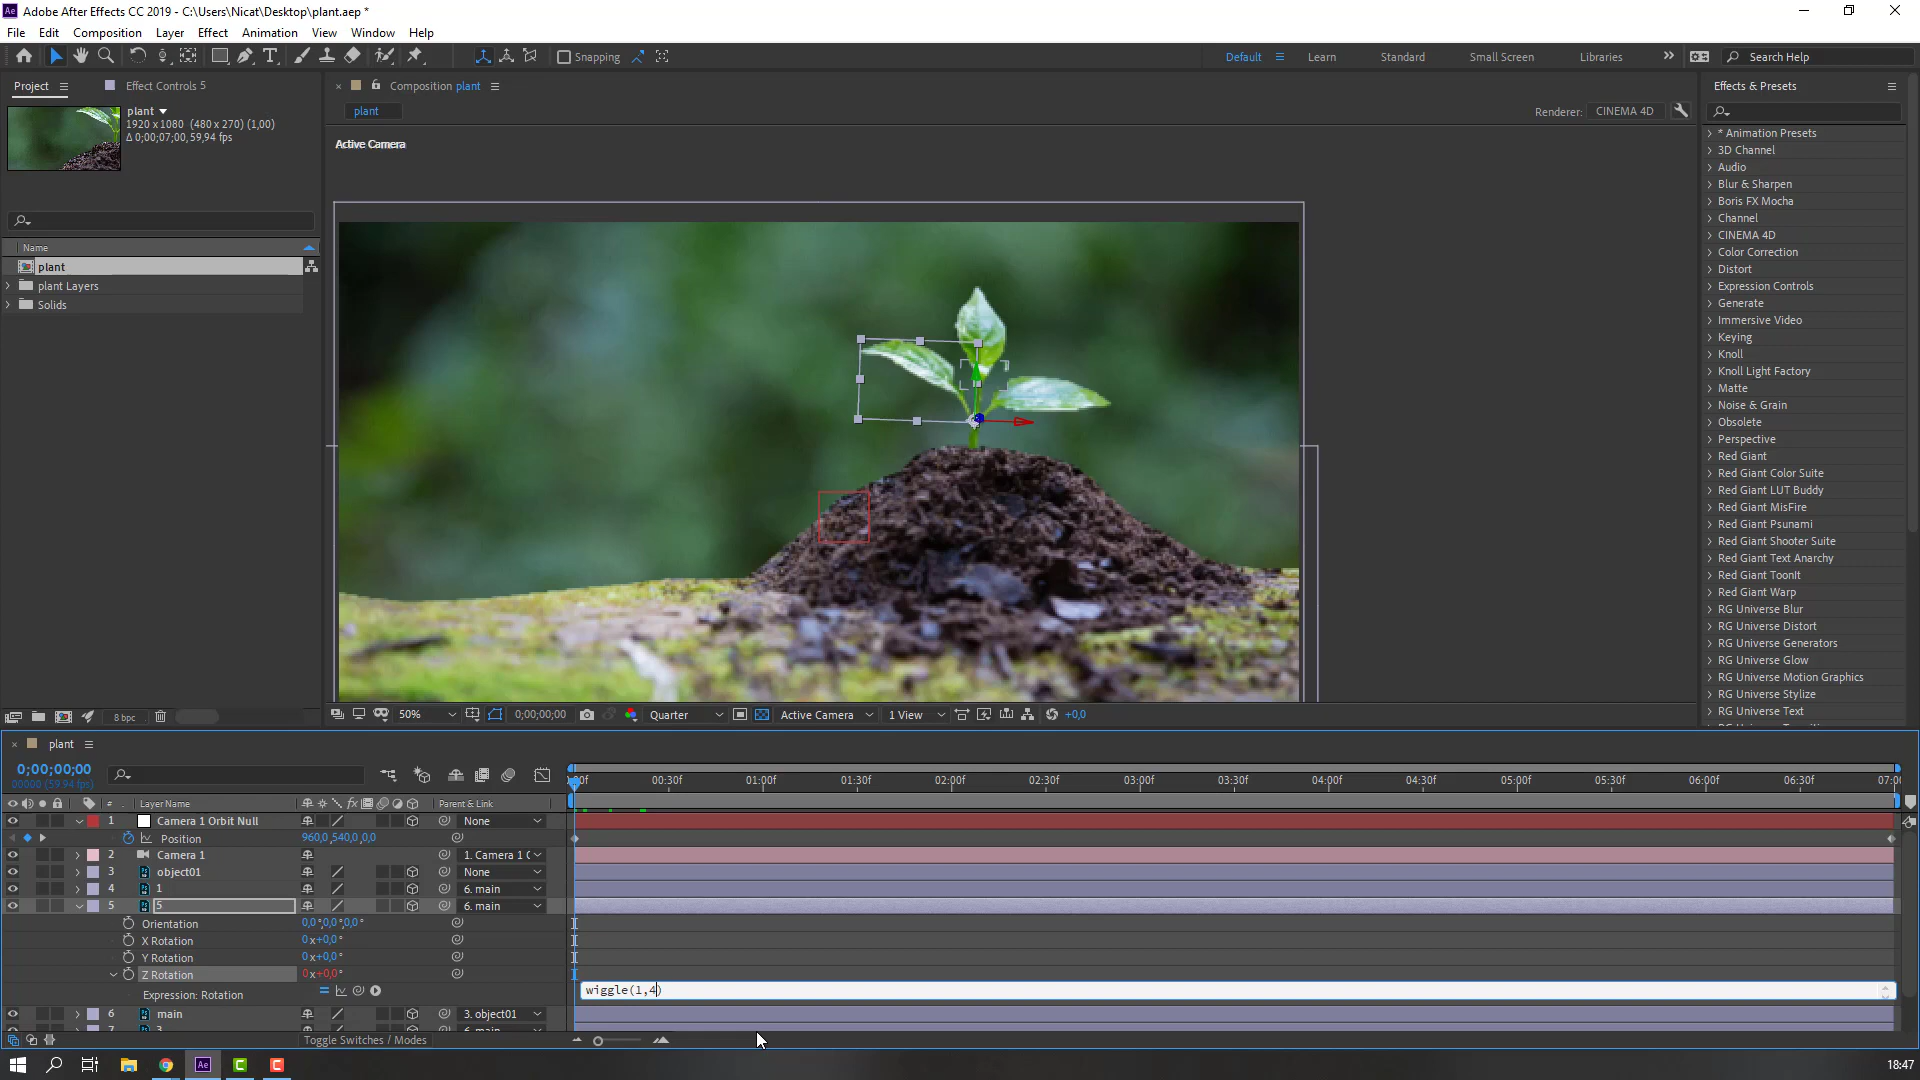 Ae Adobe After Effects CC 2019 - C:\Users\Nicat\Desktop\plant.aep *
File Edit Composition Layer Effect Animation View Window Help
Snapping Default Learn Standard Small Screen Libraries Search Help
Project Effect Controls 5
plant
1920 x 1080 (480 x 270) (1,00)
Δ 0;00;07;00, 59,94 fps
Name
plant
plant Layers
Solids
8 bpc
Composition plant
plant
Renderer: CINEMA 4D
Active Camera
50% 0;00;00;00 Quarter Active Camera 1 View +0,0
Effects & Presets
* Animation Presets
3D Channel
Audio
Blur & Sharpen
Boris FX Mocha
Channel
CINEMA 4D
Color Correction
Distort
Expression Controls
Generate
Immersive Video
Keying
Knoll
Knoll Light Factory
Matte
Noise & Grain
Obsolete
Perspective
Red Giant
Red Giant Color Suite
Red Giant LUT Buddy
Red Giant MisFire
Red Giant Psunami
Red Giant Shooter Suite
Red Giant Text Anarchy
Red Giant ToonIt
Red Giant Warp
RG Universe Blur
RG Universe Distort
RG Universe Generators
RG Universe Glow
RG Universe Motion Graphics
RG Universe Stylize
RG Universe Text
plant
0;00;00;00
00000 (59.94 fps)
00:30f 01:00f 01:30f 02:00f 02:30f 03:00f 03:30f 04:00f 04:30f 05:00f 05:30f 06:00f 06:30f 07:00
# Layer Name Parent & Link
1 Camera 1 Orbit Null None
Position 960,0,540,0,0,0
2 Camera 1 1. Camera 1 C
3 object01 None
4 1 6. main
5 5 6. main
Orientation 0,0°,0,0°,0,0°
X Rotation 0x+0,0°
Y Rotation 0x+0,0°
Z Rotation 0x+0,0°
Expression: Rotation wiggle(1,4)
6 main 3. object01
7 3 6. main
Toggle Switches / Modes
Ae 18:47